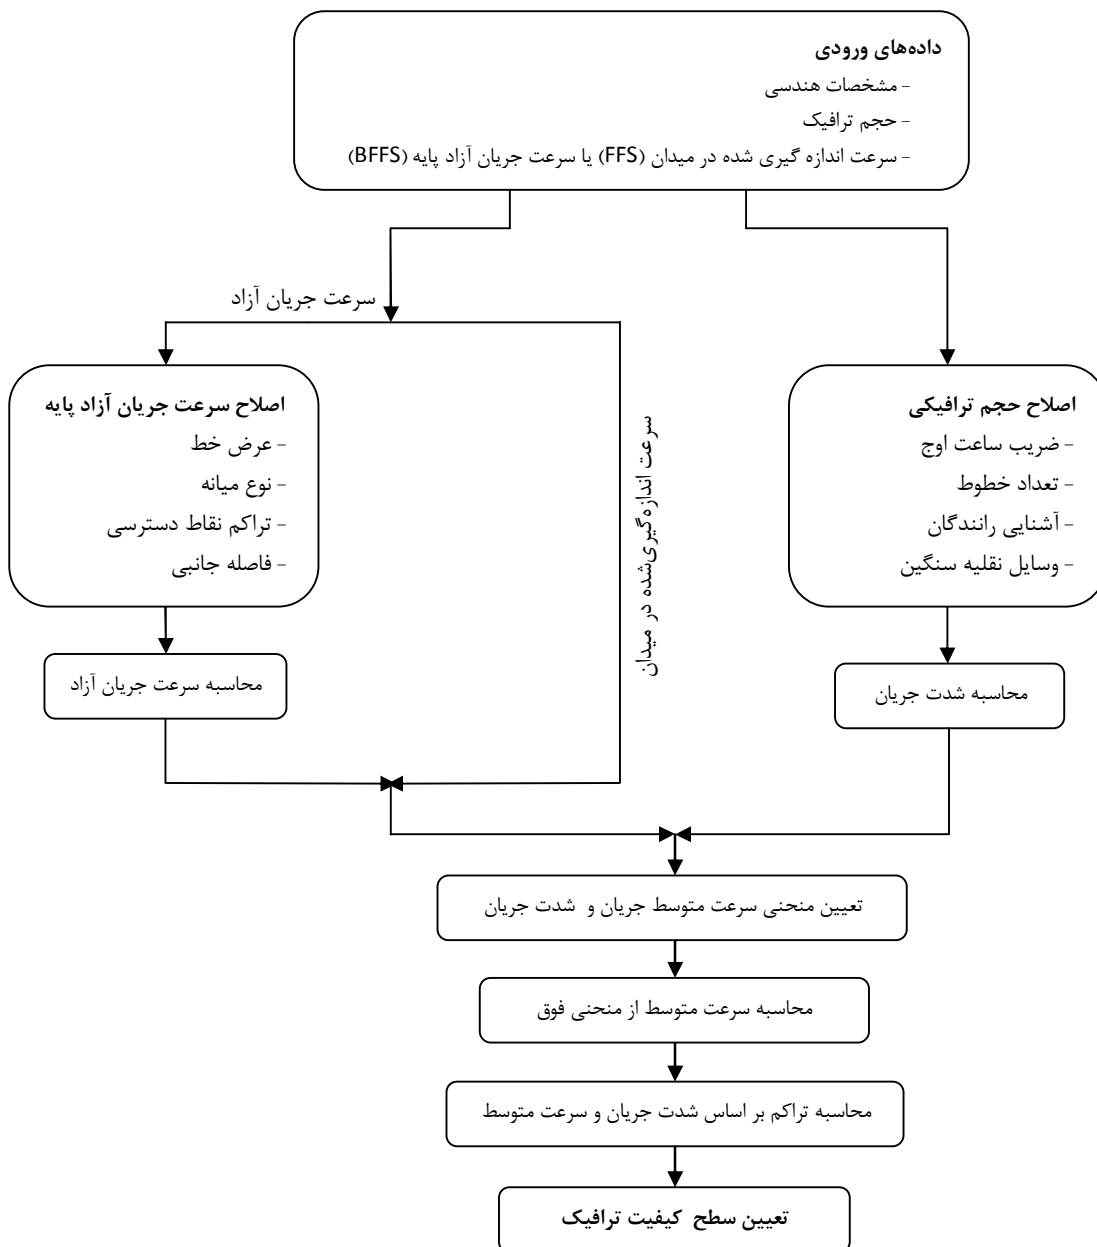 داده‌های ورودی
- مشخصات هندسی
- حجم ترافیک
- سرعت اندازه گیری شده در میدان (FFS) یا سرعت جریان آزاد پایه (BFFS)
سرعت جریان آزاد
اصلاح حجم ترافیکی
- ضریب ساعت اوج
- تعداد خطوط
- آشنایی رانندگان
- وسایل نقلیه سنگین
سرعت اندازه‌گیری‌شده در میدان
اصلاح سرعت جریان آزاد پایه
- عرض خط
- نوع میانه
- تراکم نقاط دسترسی
- فاصله جانبی
محاسبه شدت جریان
محاسبه سرعت جریان آزاد
تعیین منحنی سرعت متوسط جریان و شدت جریان
محاسبه سرعت متوسط از منحنی فوق
محاسبه تراکم بر اساس شدت جریان و سرعت متوسط
تعیین سطح کیفیت ترافیک